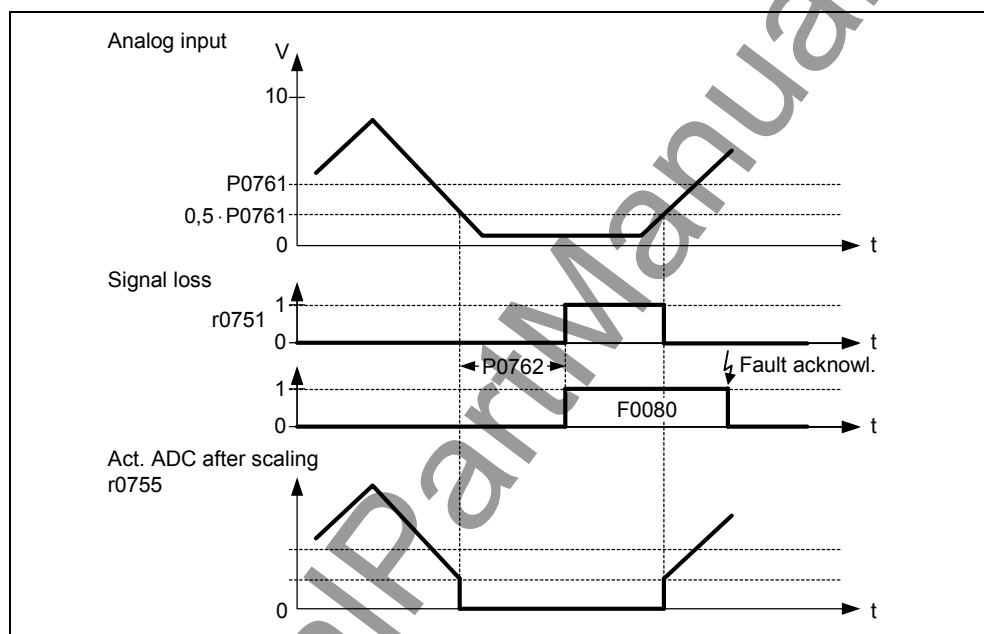 Analog input
V
10
P0761
0,5 · P0761
0
t
Signal loss
r0751
1
0
t
P0762
Fault acknowl.
1
0
F0080
t
Act. ADC after scaling
r0755
0
t
lPartManual